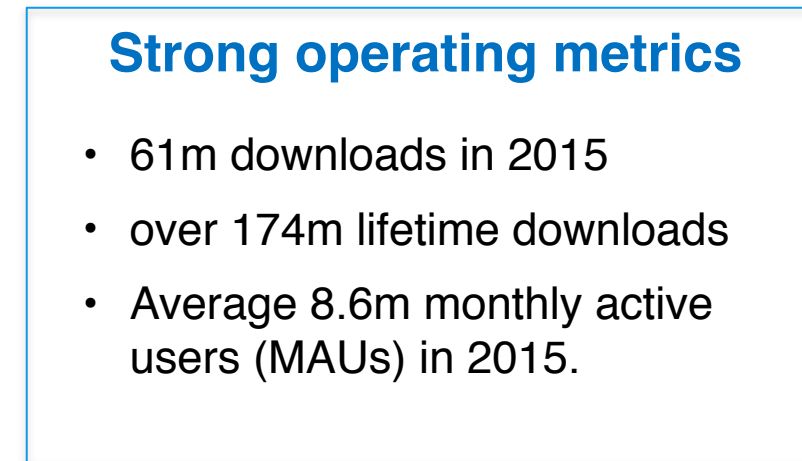 Strong operating metrics
• 61m downloads in 2015
• over 174m lifetime downloads
• Average 8.6m monthly active
users (MAUs) in 2015.